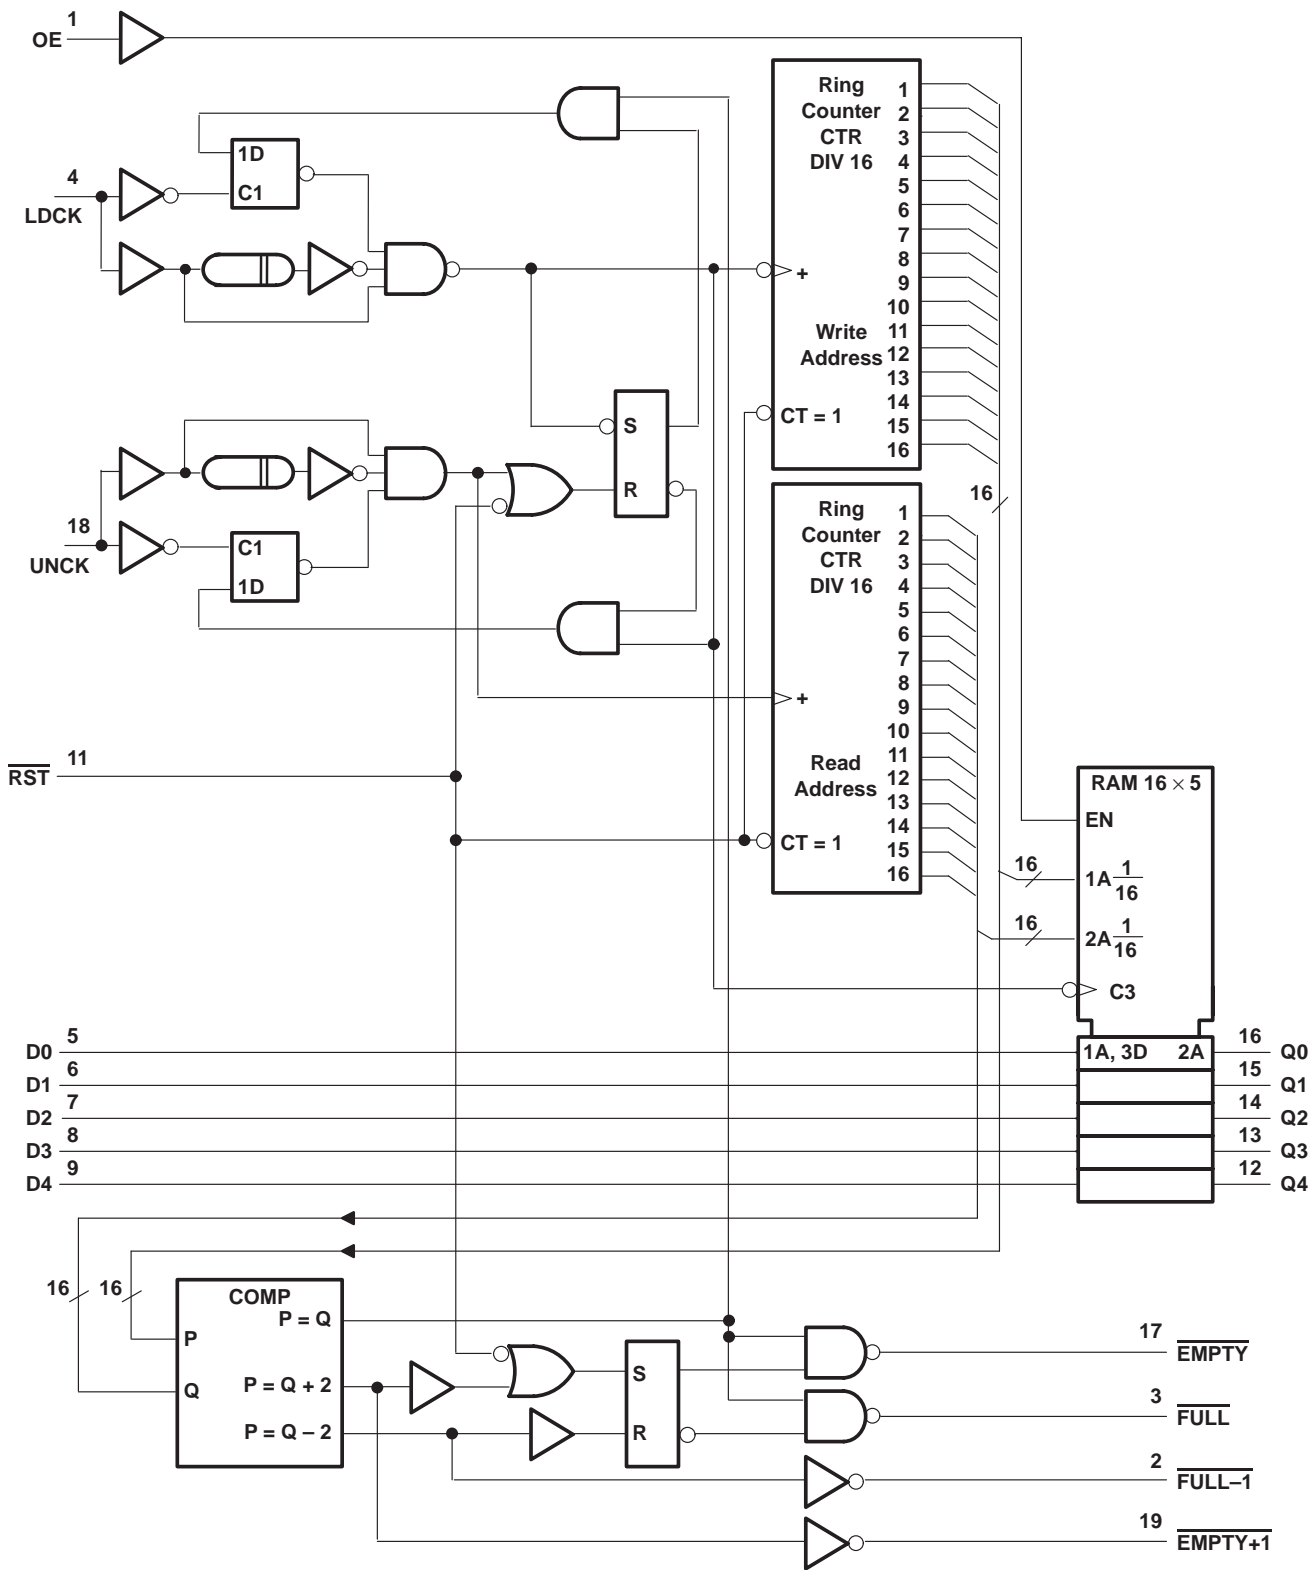 1
OE
Ring
Counter
CTR
DIV 16
1
2
3
4
5
6
7
8
9
10
11
12
13
14
15
16
Write
Address
CT = 1
+
1D
C1
4
LDCK
S
R
18
UNCK
C1
1D
16
Ring
Counter
CTR
DIV 16
1
2
3
4
5
6
7
8
9
10
11
12
13
14
15
16
+
Read
Address
CT = 1
RST
11
RAM 16 × 5
EN
16
1A 1/16
16
2A 1/16
C3
D0
5
1A, 3D 2A
16
Q0
D1
6
15
Q1
D2
7
14
Q2
D3
8
13
Q3
D4
9
12
Q4
16
16
COMP
P = Q
P
Q
P = Q + 2
P = Q – 2
S
R
17
EMPTY
3
FULL
2
FULL–1
19
EMPTY+1